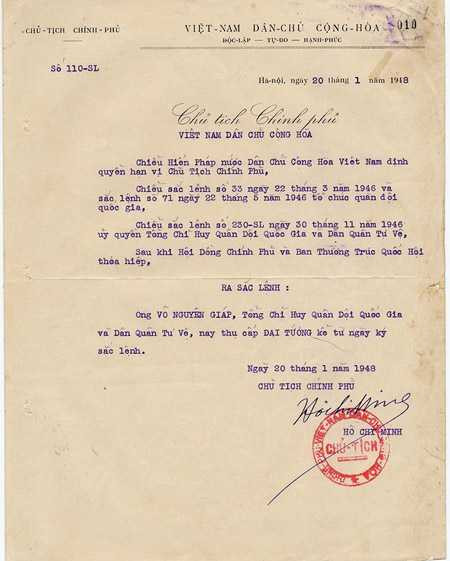 CHỦ-TỊCH CHÍNH-PHỦ
VIỆT-NAM DÂN-CHỦ CỘNG-HÒA
010
ĐỘC-LẬP — TỰ-DO — HẠNH-PHÚC
Số 110-SL
Hà-nội, ngày 20 tháng 1 năm 1948
Chủ tịch Chính phủ
VIỆT NAM DÂN CHỦ CỘNG HÒA
Chiếu Hiến Pháp nước Dân Chủ Cộng Hòa Việt Nam định
quyền hạn vị Chủ Tịch Chính Phủ,
Chiếu sắc lệnh số 33 ngày 22 tháng 3 năm 1946 và
sắc lệnh số 71 ngày 22 tháng 5 năm 1946 tổ chức quân đội
quốc gia,
Chiếu sắc lệnh số 230-SL ngày 30 tháng 11 năm 1946
ủy quyền Tổng Chỉ Huy Quân Đội Quốc Gia và Dân Quân Tự Vệ,
Sau khi Hội Đồng Chính Phủ và Ban Thường Trực Quốc Hội
thỏa hiệp,
RA SẮC LỆNH :
Ông VÕ NGUYÊN GIÁP, Tổng Chỉ Huy Quân Đội Quốc Gia
và Dân Quân Tự Vệ, nay thụ cấp ĐẠI TƯỚNG kể từ ngày ký
sắc lệnh.
Ngày 20 tháng 1 năm 1948
CHỦ TỊCH CHÍNH PHỦ
Hồ Chí Minh
HỒ CHÍ MINH
CHỦ-TỊCH